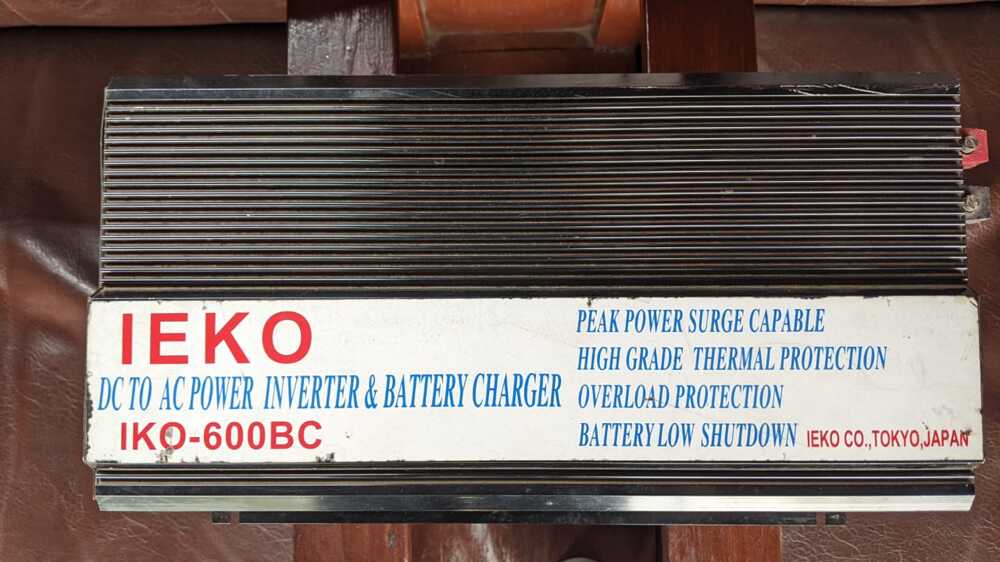 IEKO
DC TO AC POWER INVERTER & BATTERY CHARGER
IKO-600BC
PEAK POWER SURGE CAPABLE
HIGH GRADE THERMAL PROTECTION
OVERLOAD PROTECTION
BATTERY LOW SHUTDOWN
IEKO CO.,TOKYO,JAPAN